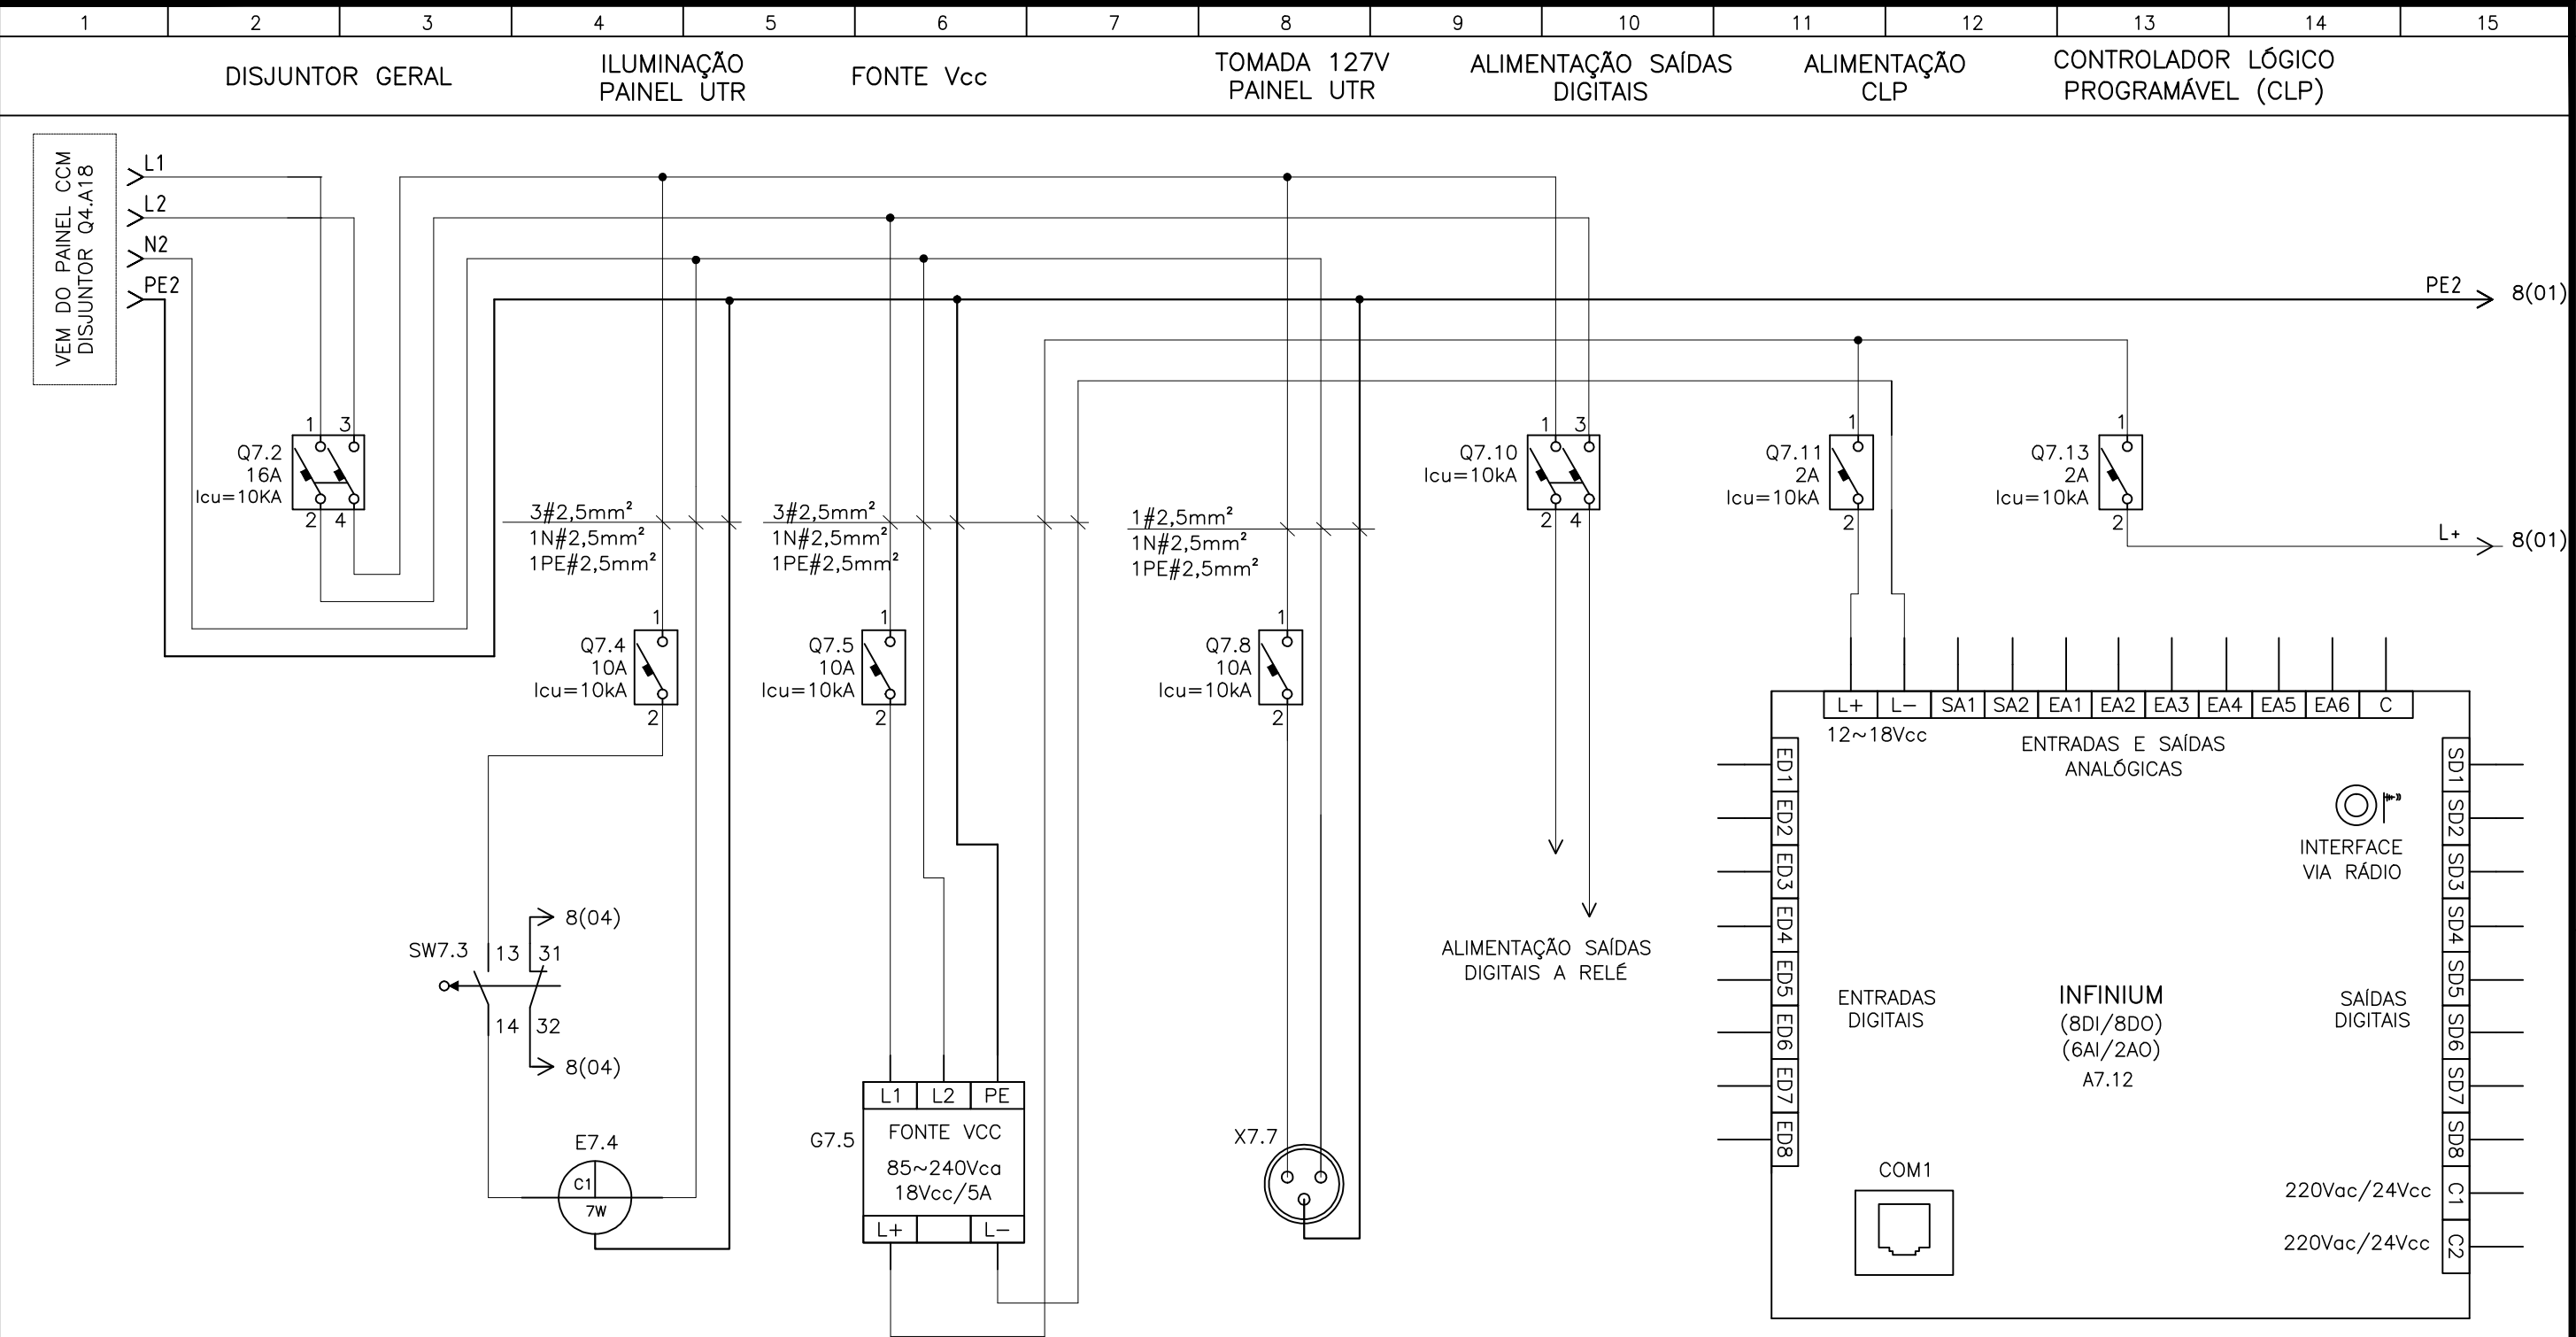 1 2 3 4 5 6 7 8 9 10 11 12 13 14 15
DISJUNTOR GERAL
ILUMINAÇÃO
PAINEL UTR
FONTE Vcc
TOMADA 127V
PAINEL UTR
ALIMENTAÇÃO SAÍDAS
DIGITAIS
ALIMENTAÇÃO
CLP
CONTROLADOR LÓGICO
PROGRAMÁVEL (CLP)
VEM DO PAINEL CCM
DISJUNTOR Q4.A18
L1
L2
N2
PE2
PE2
8(01)
1 3
Q7.2
16A
Icu=10KA
2 4
1 3
Q7.10
Icu=10kA
2 4
1
Q7.11
2A
Icu=10kA
2
1
Q7.13
2A
Icu=10kA
2
L+
8(01)
3#2,5mm²
1N#2,5mm²
1PE#2,5mm²
3#2,5mm²
1N#2,5mm²
1PE#2,5mm²
1#2,5mm²
1N#2,5mm²
1PE#2,5mm²
1
Q7.4
10A
Icu=10kA
2
1
Q7.5
10A
Icu=10kA
2
1
Q7.8
10A
Icu=10kA
2
8(04)
SW7.3
13 31
14 32
8(04)
E7.4
C1
7W
G7.5
L1 L2 PE
FONTE VCC
85~240Vca
18Vcc/5A
L+ L-
X7.7
ALIMENTAÇÃO SAÍDAS
DIGITAIS A RELÉ
L+ L- SA1 SA2 EA1 EA2 EA3 EA4 EA5 EA6 C
12~18Vcc
ENTRADAS E SAÍDAS
ANALÓGICAS
ED1
ED2
ED3
ED4
ED5
ED6
ED7
ED8
INTERFACE
VIA RÁDIO
ENTRADAS
DIGITAIS
INFINIUM
(8DI/8DO)
(6AI/2AO)
A7.12
SAÍDAS
DIGITAIS
COM1
SD1
SD2
SD3
SD4
SD5
SD6
SD7
SD8
220Vac/24Vcc C1
220Vac/24Vcc C2